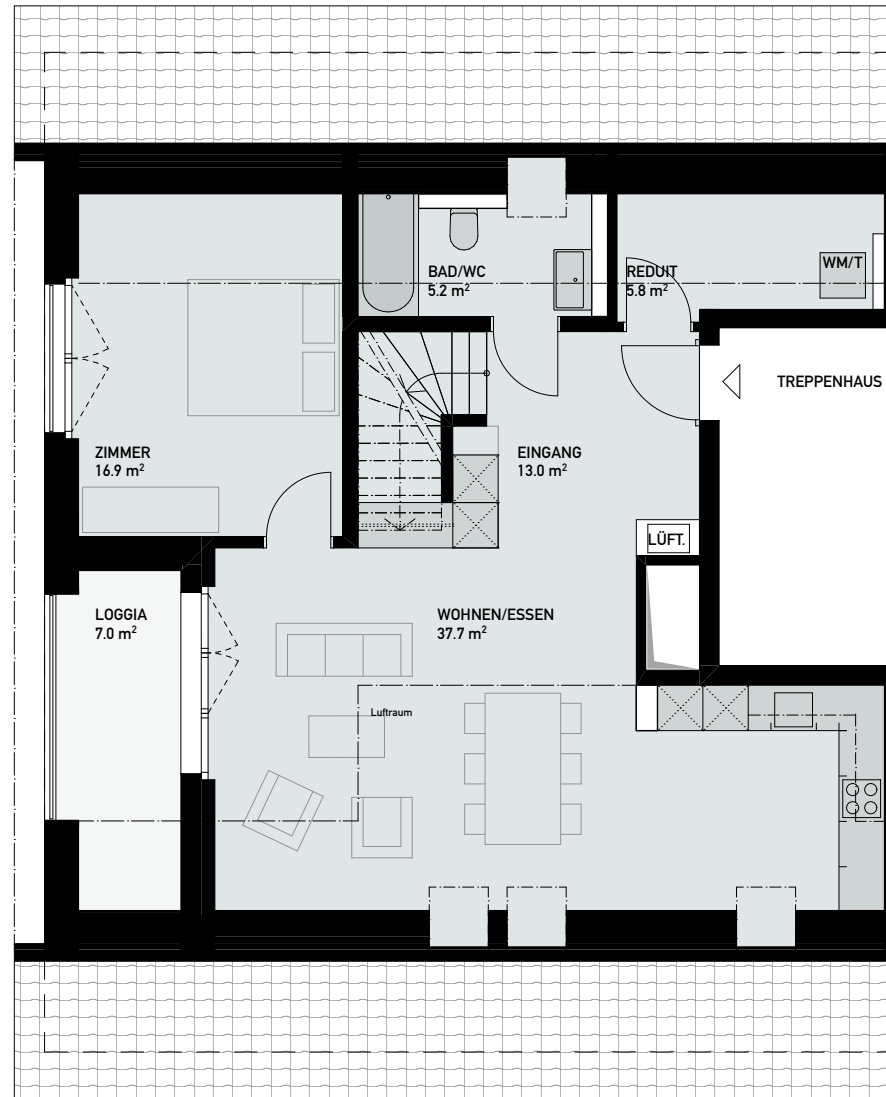 BAD/WC
5.2 m²
REDUIT
5.8 m²
WM/T
TREPPENHAUS
ZIMMER
16.9 m²
EINGANG
13.0 m²
LÜFT.
LOGGIA
7.0 m²
WOHNEN/ESSEN
37.7 m²
Luftraum